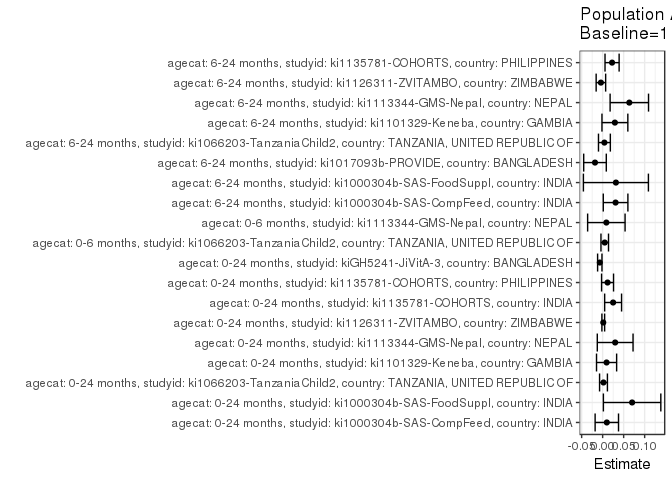 Population
Baseline=1
agecat: 6-24 months, studyid: ki1135781-COHORTS, country: PHILIPPINES
agecat: 6-24 months, studyid: ki1126311-ZVITAMBO, country: ZIMBABWE
agecat: 6-24 months, studyid: ki1113344-GMS-Nepal, country: NEPAL
agecat: 6-24 months, studyid: ki1101329-Keneba, country: GAMBIA
agecat: 6-24 months, studyid: ki1066203-TanzaniaChild2, country: TANZANIA, UNITED REPUBLIC OF
agecat: 6-24 months, studyid: ki1017093b-PROVIDE, country: BANGLADESH
agecat: 6-24 months, studyid: ki1000304b-SAS-FoodSuppl, country: INDIA
agecat: 6-24 months, studyid: ki1000304b-SAS-CompFeed, country: INDIA
agecat: 0-6 months, studyid: ki1113344-GMS-Nepal, country: NEPAL
agecat: 0-6 months, studyid: ki1066203-TanzaniaChild2, country: TANZANIA, UNITED REPUBLIC OF
agecat: 0-24 months, studyid: kiGH5241-JiVitA-3, country: BANGLADESH
agecat: 0-24 months, studyid: ki1135781-COHORTS, country: PHILIPPINES
agecat: 0-24 months, studyid: ki1135781-COHORTS, country: INDIA
agecat: 0-24 months, studyid: ki1126311-ZVITAMBO, country: ZIMBABWE
agecat: 0-24 months, studyid: ki1113344-GMS-Nepal, country: NEPAL
agecat: 0-24 months, studyid: ki1101329-Keneba, country: GAMBIA
agecat: 0-24 months, studyid: ki1066203-TanzaniaChild2, country: TANZANIA, UNITED REPUBLIC OF
agecat: 0-24 months, studyid: ki1000304b-SAS-FoodSuppl, country: INDIA
agecat: 0-24 months, studyid: ki1000304b-SAS-CompFeed, country: INDIA
-0.05 0.00 0.05 0.10
Estimate